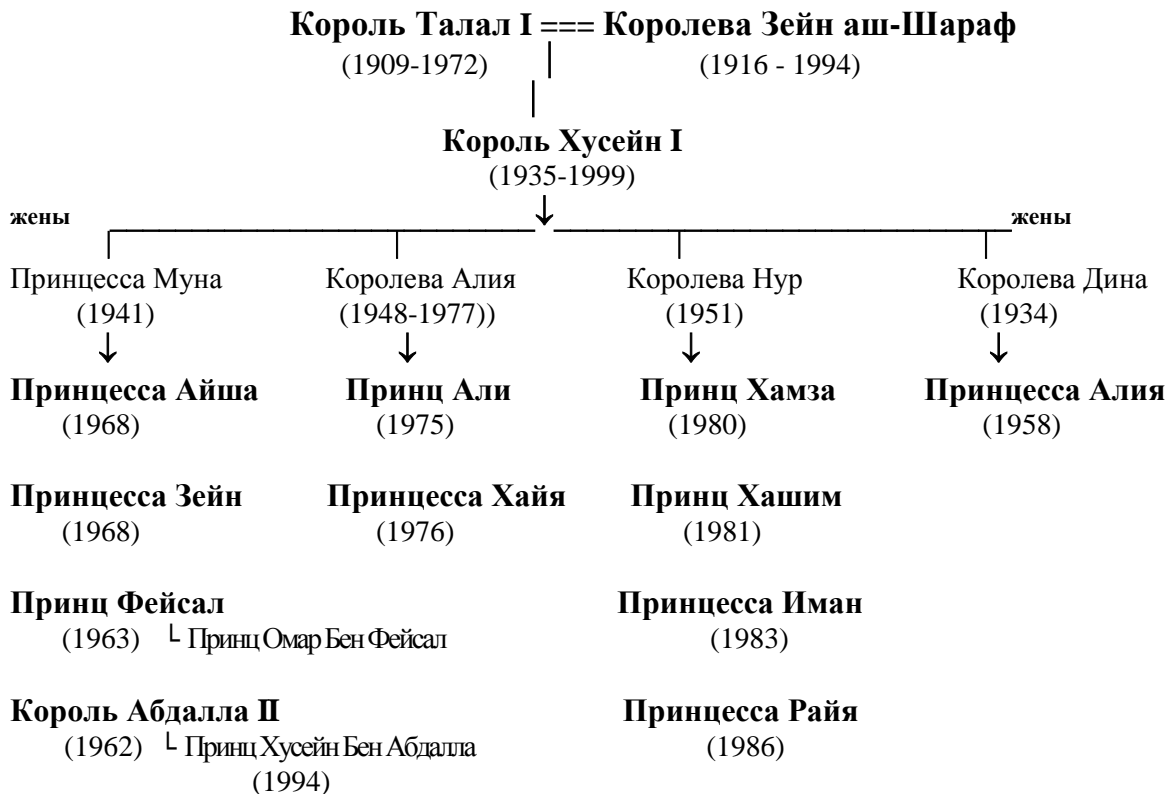 Король Талал I === Королева Зейн аш-Шараф
(1909-1972) (1916 - 1994)
Король Хусейн I
(1935-1999)
жены жены
Принцесса Муна Королева Алия Королева Нур Королева Дина
(1941) (1948-1977)) (1951) (1934)
Принцесса Айша Принц Али Принц Хамза Принцесса Алия
(1968) (1975) (1980) (1958)
Принцесса Зейн Принцесса Хайя Принц Хашим
(1968) (1976) (1981)
Принц Фейсал Принцесса Иман
(1963) └ Принц Омар Бен Фейсал (1983)
Король Абдалла II Принцесса Райя
(1962) └ Принц Хусейн Бен Абдалла (1986)
(1994)